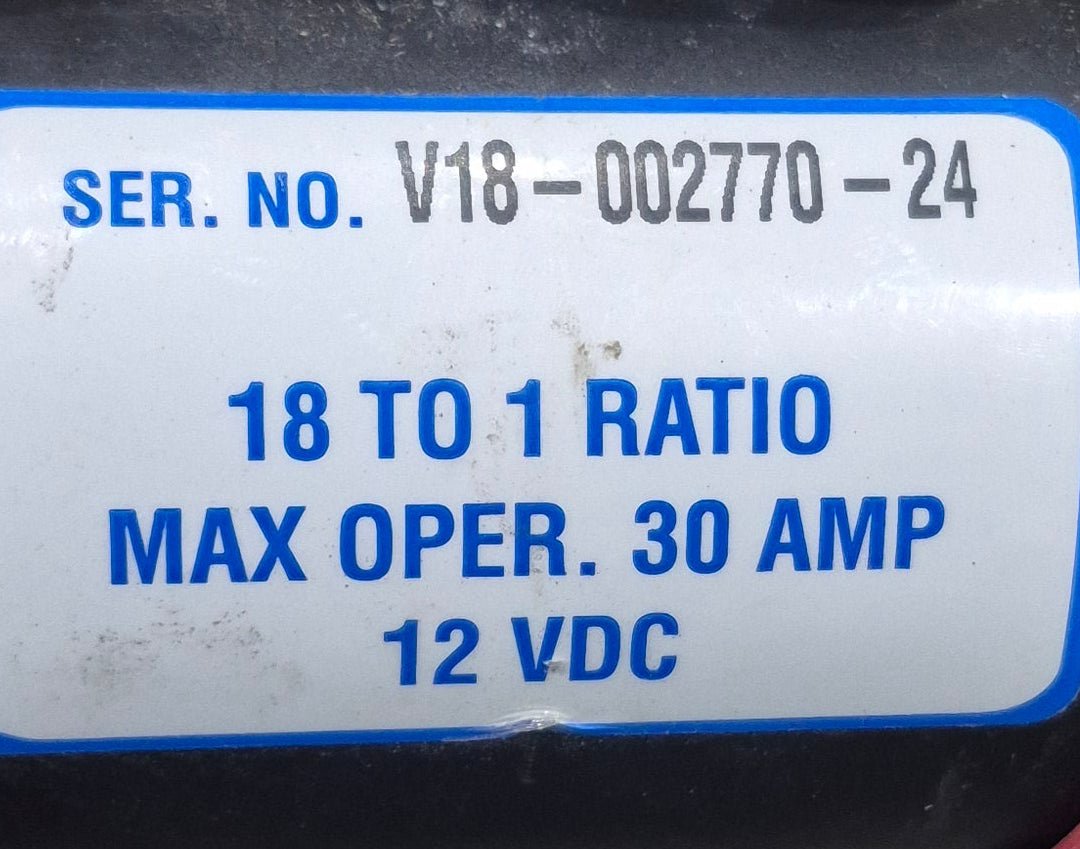 SER. NO. V18-002770-24
18 TO 1 RATIO
MAX OPER. 30 AMP
12 VDC